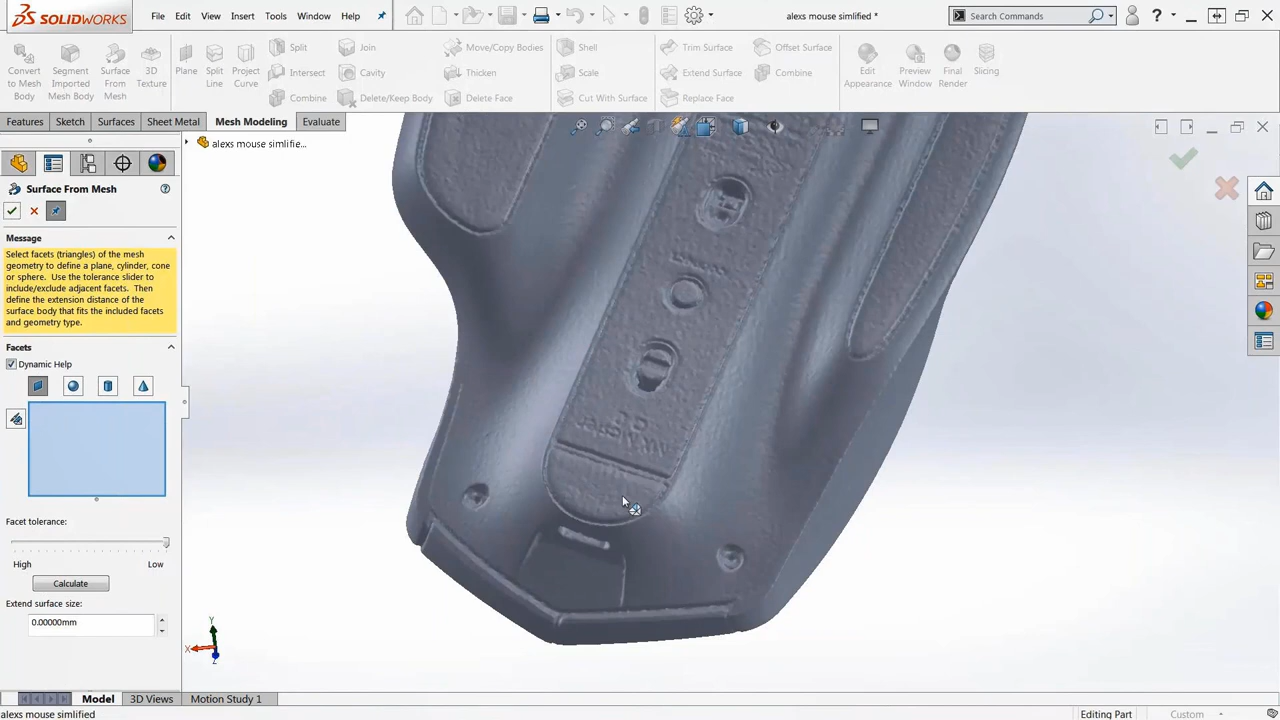 SOLIDWORKS
File Edit View Insert Tools Window Help
alexs mouse simlified *
Search Commands
?
Convert to Mesh Body
Segment Imported Mesh Body
Surface From Mesh
3D Texture
Plane
Split Line
Project Curve
Split
Intersect
Combine
Join
Cavity
Delete/Keep Body
Move/Copy Bodies
Thicken
Delete Face
Shell
Scale
Cut With Surface
Trim Surface
Extend Surface
Replace Face
Offset Surface
Combine
Edit Appearance
Preview Window
Final Render
Slicing
Features Sketch Surfaces Sheet Metal Mesh Modeling Evaluate
alexs mouse simlifie...
Surface From Mesh
Message
Select facets (triangles) of the mesh
geometry to define a plane, cylinder, cone
or sphere. Use the tolerance slider to
include/exclude adjacent facets. Then
define the extension distance of the
surface body that fits the included facets
and geometry type.
Facets
Dynamic Help
Facet tolerance:
High Low
Calculate
Extend surface size:
0.00000mm
Y
X
Z
Model 3D Views Motion Study 1
alexs mouse simlified
Editing Part
Custom